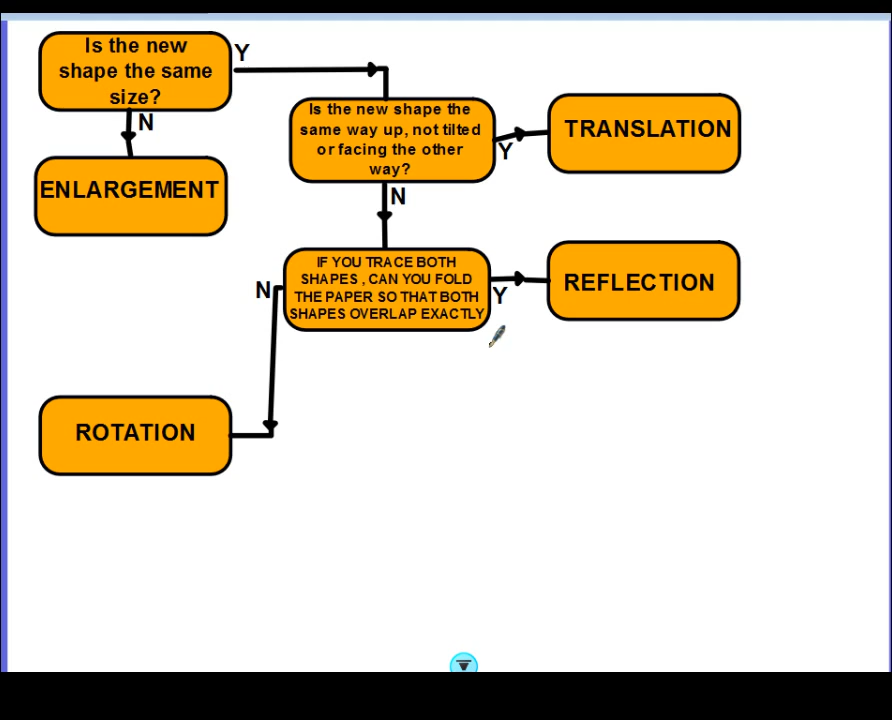 Is the new
shape the same
size?
Y
N
ENLARGEMENT
Is the new shape the
same way up, not tilted
or facing the other
way?
Y
TRANSLATION
N
IF YOU TRACE BOTH
SHAPES , CAN YOU FOLD
THE PAPER SO THAT BOTH
SHAPES OVERLAP EXACTLY
Y
REFLECTION
N
ROTATION